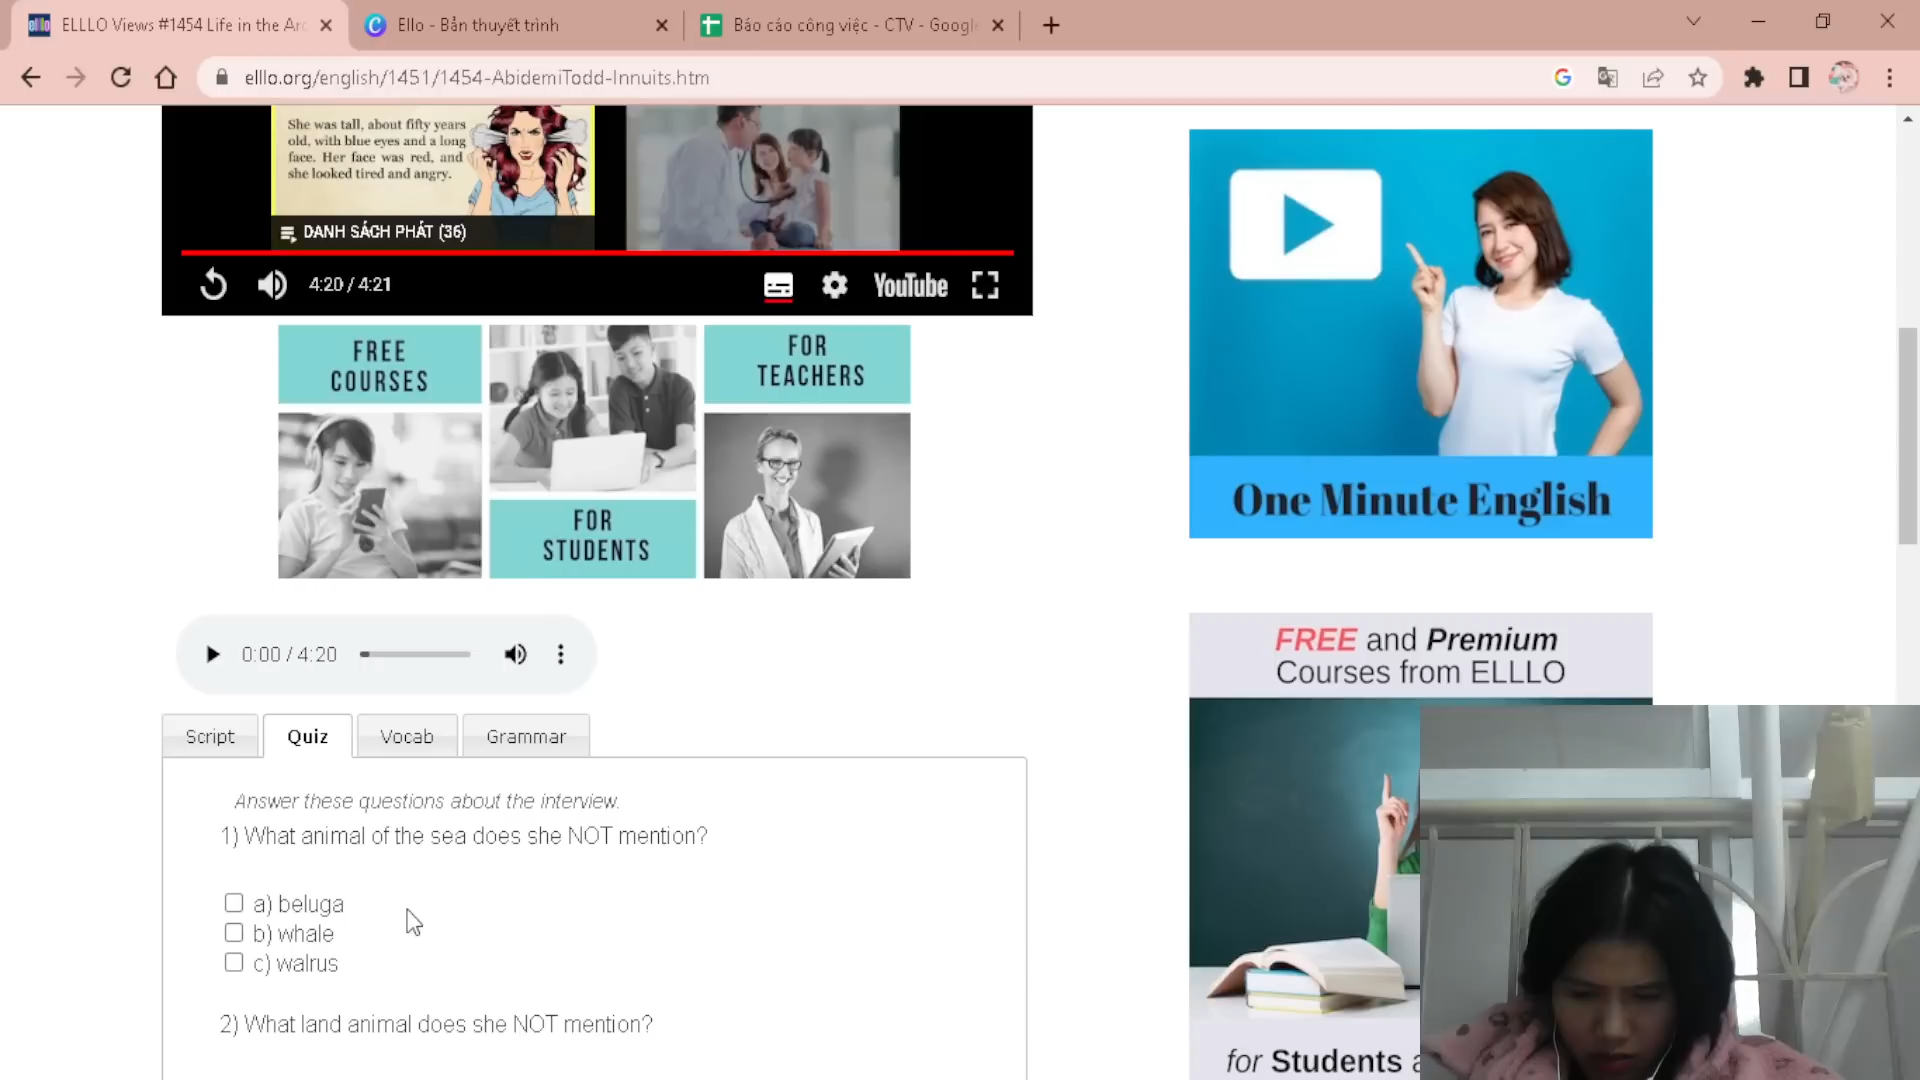 ELLLO Views #1454 Life in the Arc
Ello - Bản thuyết trình
Báo cáo công việc - CTV - Google
elllo.org/english/1451/1454-AbidemiTodd-Innuits.htm
She was tall, about fifty years
old, with blue eyes and a long
face. Her face was red, and
she looked tired and angry.
DANH SÁCH PHÁT (36)
4:20 / 4:21
YouTube
FREE
COURSES
FOR
TEACHERS
FOR
STUDENTS
One Minute English
0:00 / 4:20
FREE and Premium
Courses from ELLLO
Script
Quiz
Vocab
Grammar
Answer these questions about the interview.
1) What animal of the sea does she NOT mention?
a) beluga
b) whale
c) walrus
2) What land animal does she NOT mention?
for Students a